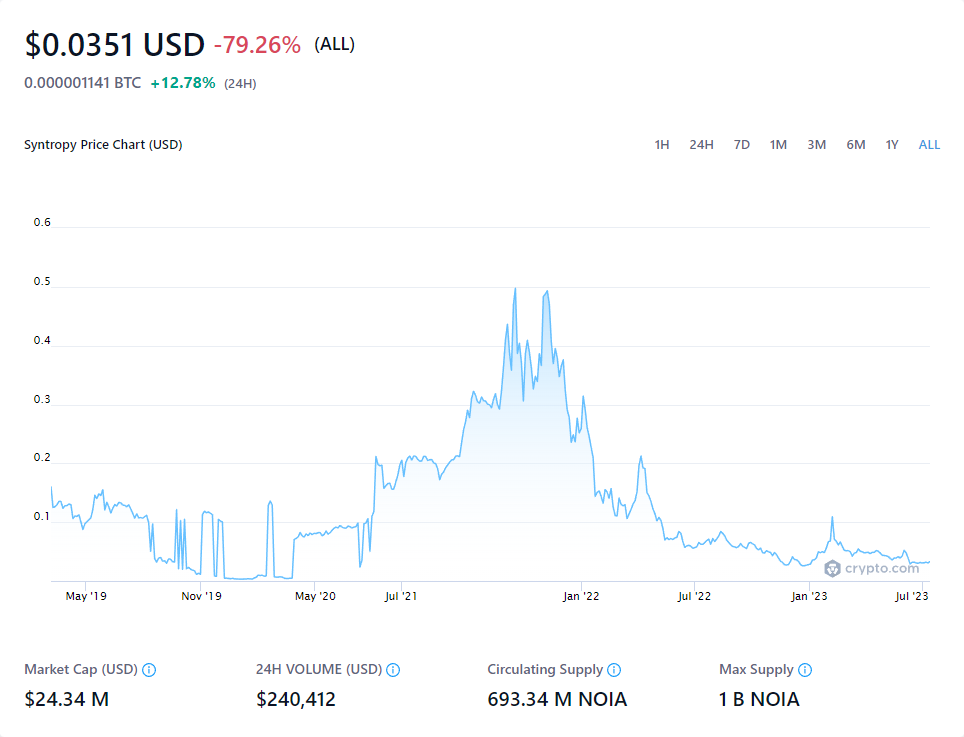 $0.0351 USD -79.26% (ALL)
0.000001141 BTC +12.78% (24H)
Syntropy Price Chart (USD) 1H 24H 7D 1M 3M 6M 1Y ALL
0.6
0.5
0.4
0.3
0.2
0.1
crypto.com
May '19 Nov '19 May '20 Jul '21 Jan '22 Jul '22 Jan '23 Jul '23
Market Cap (USD) 24H VOLUME (USD) Circulating Supply Max Supply
$24.34 M $240,412 693.34 M NOIA 1 B NOIA